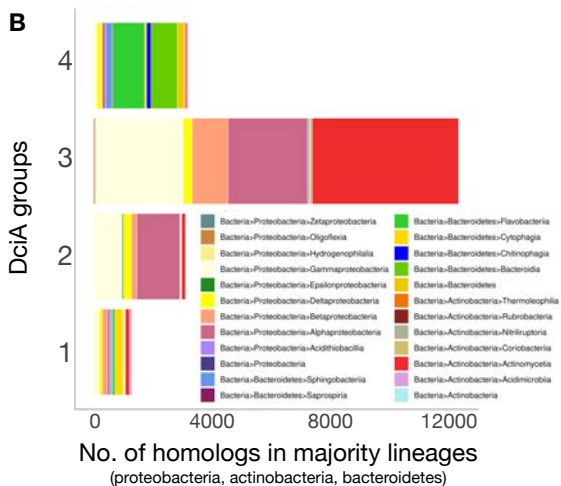 B
DciA groups
4
3
2
1
Bacteria>Proteobacteria>Zetaproteobacteria
Bacteria>Proteobacteria>Oligoflexia
Bacteria>Proteobacteria>Hydrogenophilalia
Bacteria>Proteobacteria>Gammaproteobacteria
Bacteria>Proteobacteria>Epsilonproteobacteria
Bacteria>Proteobacteria>Deltaproteobacteria
Bacteria>Proteobacteria>Betaproteobacteria
Bacteria>Proteobacteria>Alphaproteobacteria
Bacteria>Proteobacteria>Acidithiobacillia
Bacteria>Proteobacteria
Bacteria>Bacteroidetes>Sphingobacteriia
Bacteria>Bacteroidetes>Saprospiria
Bacteria>Bacteroidetes>Flavobacteriia
Bacteria>Bacteroidetes>Cytophagia
Bacteria>Bacteroidetes>Chitinophagia
Bacteria>Bacteroidetes>Bacteroidia
Bacteria>Bacteroidetes
Bacteria>Actinobacteria>Thermoleophilia
Bacteria>Actinobacteria>Rubrobacteria
Bacteria>Actinobacteria>Nitriliruptoria
Bacteria>Actinobacteria>Coriobacteriia
Bacteria>Actinobacteria>Actinomycetia
Bacteria>Actinobacteria>Acidimicrobiia
Bacteria>Actinobacteria
0 4000 8000 12000
No. of homologs in majority lineages
(proteobacteria, actinobacteria, bacteroidetes)